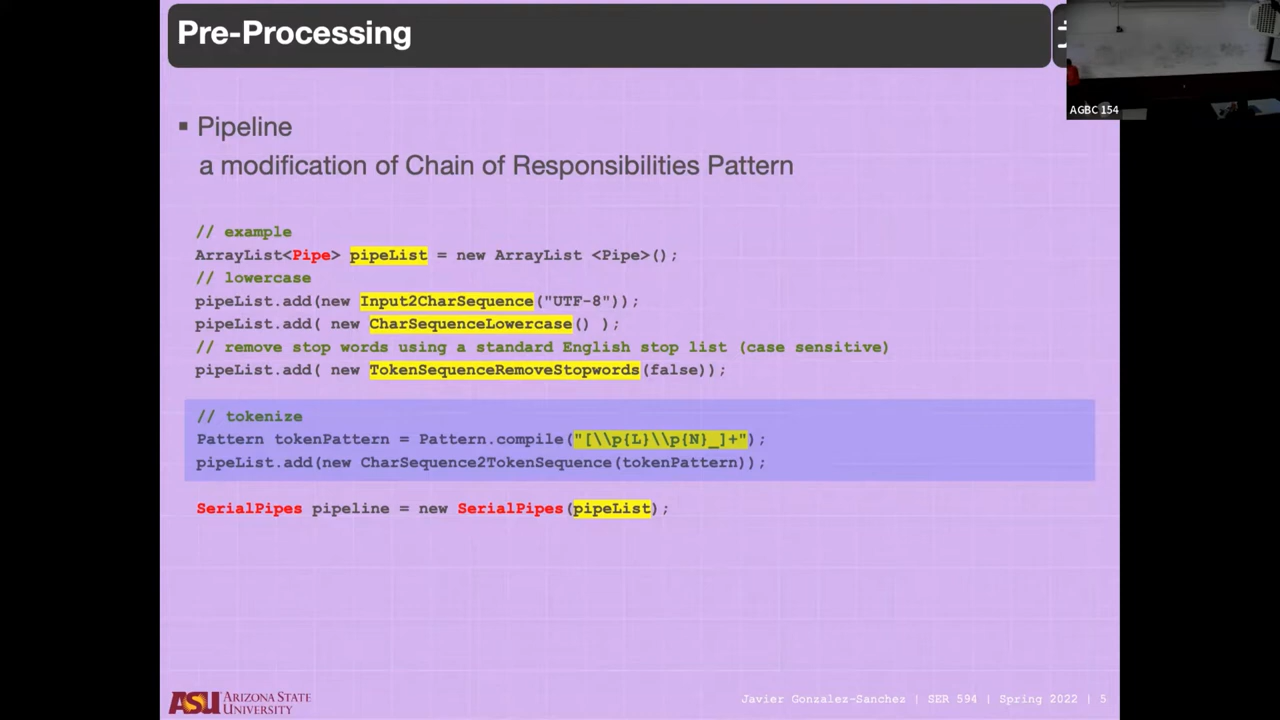 Pre-Processing
AGBC 154
▪ Pipeline
a modification of Chain of Responsibilities Pattern
// example
ArrayList<Pipe> pipeList = new ArrayList <Pipe>();
// lowercase
pipeList.add(new Input2CharSequence("UTF-8"));
pipeList.add( new CharSequenceLowercase() );
// remove stop words using a standard English stop list (case sensitive)
pipeList.add( new TokenSequenceRemoveStopwords(false));
// tokenize
Pattern tokenPattern = Pattern.compile("[\\p{L}\\p{N}_]+");
pipeList.add(new CharSequence2TokenSequence(tokenPattern));
SerialPipes pipeline = new SerialPipes(pipeList);
ASU ARIZONA STATE
UNIVERSITY
Javier Gonzalez-Sanchez | SER 594 | Spring 2022 | 5